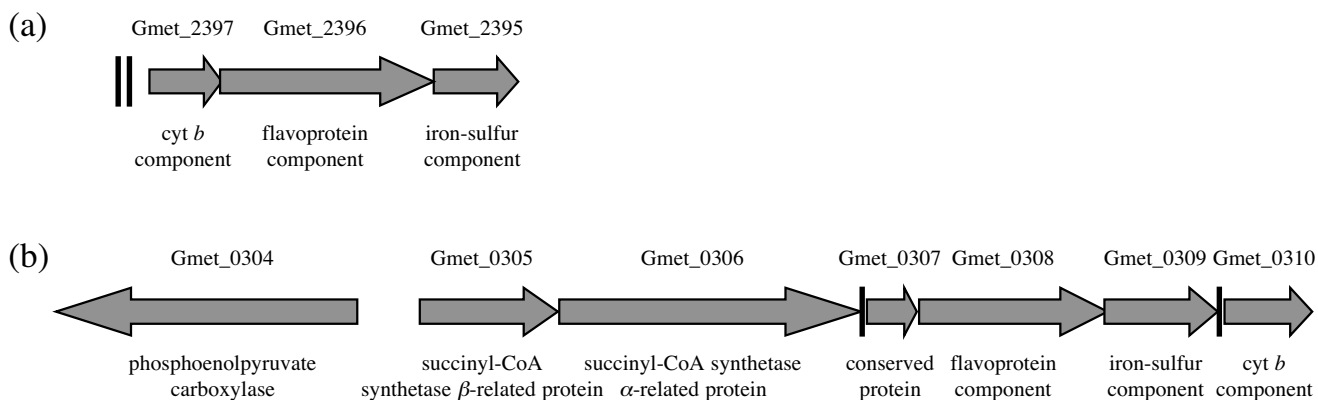 (a)
Gmet_2397 Gmet_2396 Gmet_2395
cyt b flavoprotein iron-sulfur
component component component
(b)
Gmet_0304 Gmet_0305 Gmet_0306 Gmet_0307 Gmet_0308 Gmet_0309 Gmet_0310
phosphoenolpyruvate succinyl-CoA succinyl-CoA synthetase conserved flavoprotein iron-sulfur cyt b
carboxylase synthetase β-related protein α-related protein protein component component component